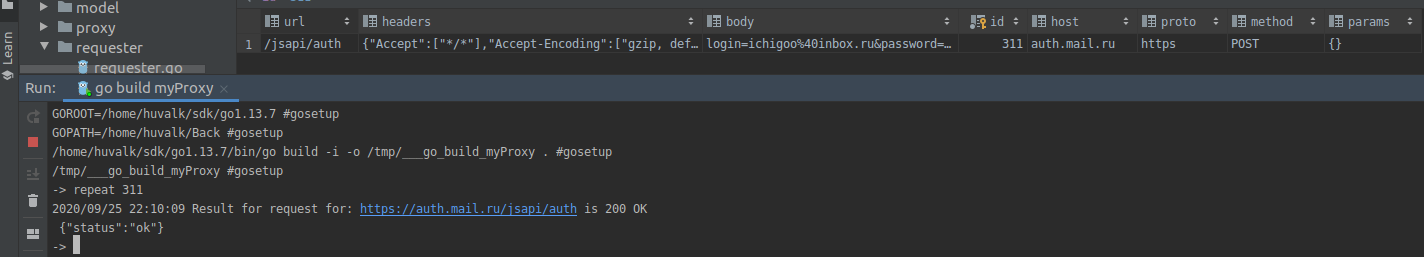 model
proxy
requester
requester.go
Learn
url headers body id host proto method params
1 /jsapi/auth {"Accept":["*/*"],"Accept-Encoding":["gzip, def… login=ichigoo%40inbox.ru&password=… 311 auth.mail.ru https POST {}
Run: go build myProxy ×
GOROOT=/home/huvalk/sdk/go1.13.7 #gosetup
GOPATH=/home/huvalk/Back #gosetup
/home/huvalk/sdk/go1.13.7/bin/go build -i -o /tmp/___go_build_myProxy . #gosetup
/tmp/___go_build_myProxy #gosetup
-> repeat 311
2020/09/25 22:10:09 Result for request for: https://auth.mail.ru/jsapi/auth is 200 OK
{"status":"ok"}
->